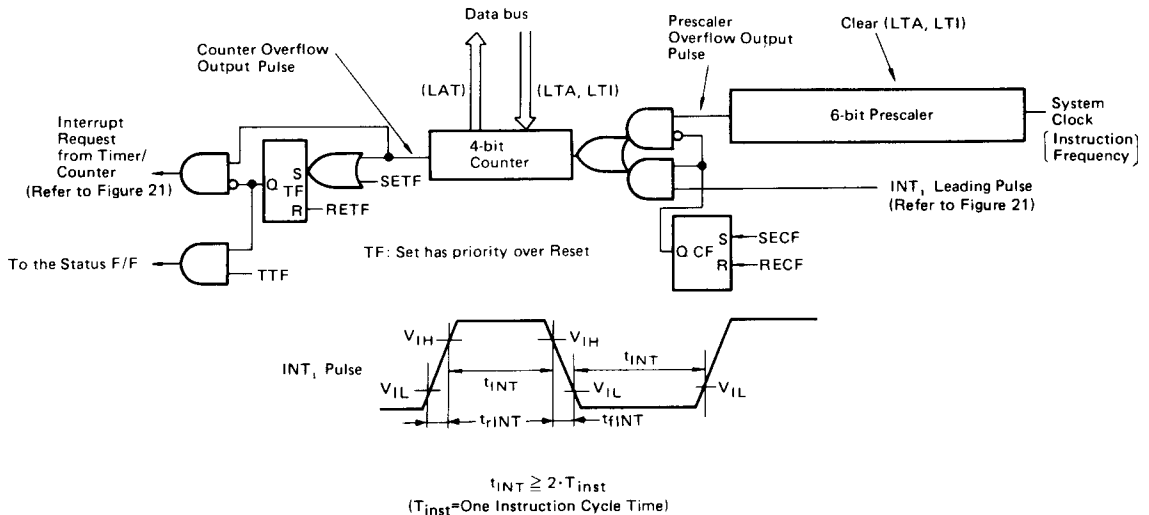 Data bus
Prescaler
Overflow Output
Pulse
Clear (LTA, LTI)
Counter Overflow
Output Pulse
(LAT)
(LTA, LTI)
6-bit Prescaler
System
Clock
(Instruction
Frequency)
Interrupt
Request
from Timer/
Counter
(Refer to Figure 21)
4-bit
Counter
S
Q TF
R
SETF
RETF
INT₁ Leading Pulse
(Refer to Figure 21)
To the Status F/F
TTF
TF: Set has priority over Reset
Q CF S
R
SECF
RECF
INT₁ Pulse
VIH
VIH
VIL
VIL
VIL
tINT
tINT
trINT
tfINT
tINT ≧ 2·Tinst
(Tinst=One Instruction Cycle Time)